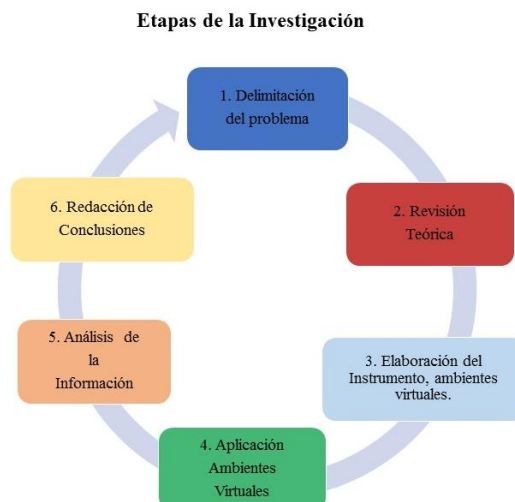 Etapas de la Investigación
1. Delimitación
del problema
2. Revisión
Teórica
3. Elaboración del
Instrumento, ambientes
virtuales.
4. Aplicación
Ambientes
Virtuales
5. Análisis de
la
Información
6. Redacción de
Conclusiones